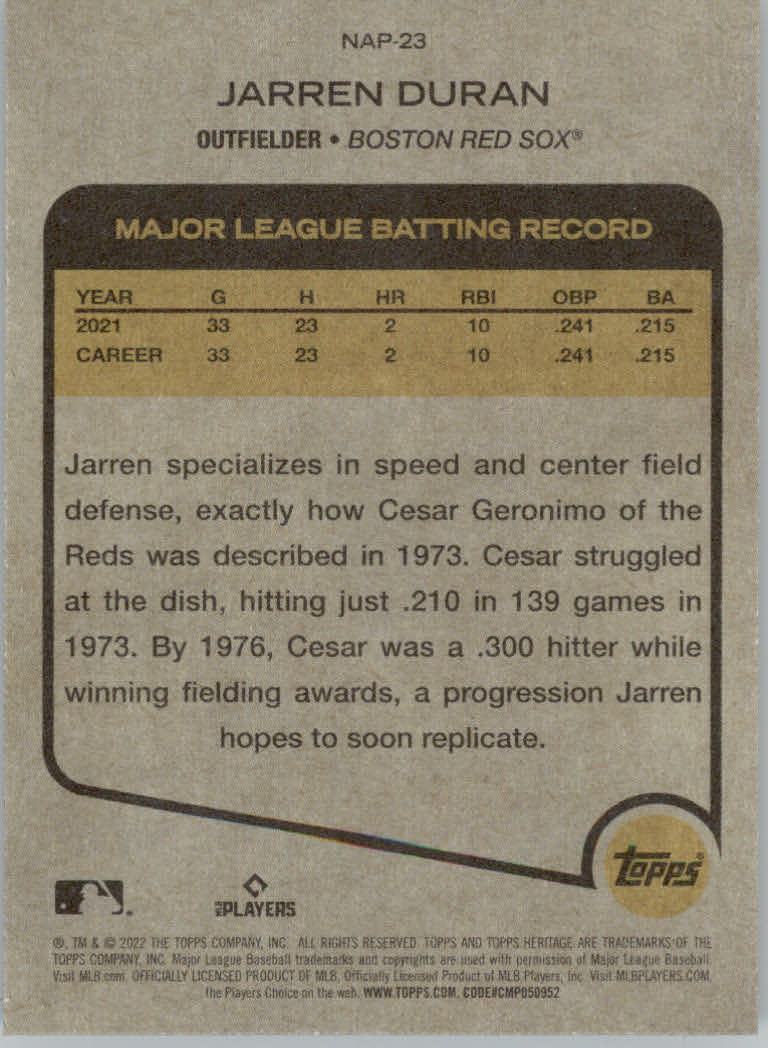 NAP-23
JARREN DURAN
OUTFIELDER • BOSTON RED SOX®
MAJOR LEAGUE BATTING RECORD
YEAR G H HR RBI OBP BA
2021 33 23 2 10 .241 .215
CAREER 33 23 2 10 .241 .215
Jarren specializes in speed and center field
defense, exactly how Cesar Geronimo of the
Reds was described in 1973. Cesar struggled
at the dish, hitting just .210 in 139 games in
1973. By 1976, Cesar was a .300 hitter while
winning fielding awards, a progression Jarren
hopes to soon replicate.
topps®
PLAYERS
®, TM & © 2022 THE TOPPS COMPANY, INC. ALL RIGHTS RESERVED. TOPPS AND TOPPS HERITAGE ARE TRADEMARKS OF THE
TOPPS COMPANY, INC. Major League Baseball trademarks and copyrights are used with permission of Major League Baseball.
Visit MLB.com. OFFICIALLY LICENSED PRODUCT OF MLB. Officially Licensed Product of MLB Players, Inc. Visit MLBPLAYERS.COM,
the Players Choice on the web. WWW.TOPPS.COM. CODE#CMP050952